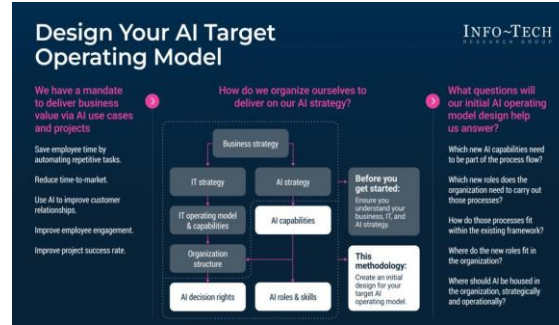 Design Your AI Target
Operating Model
INFO~TECH
RESEARCH GROUP
We have a mandate
to deliver business
value via AI use cases
and projects
Save employee time by
automating repetitive tasks.
Reduce time-to-market.
Use AI to improve customer
relationships.
Improve employee engagement.
Improve project success rate.
How do we organize ourselves to
deliver on our AI strategy?
Business strategy
IT strategy
AI strategy
IT operating model
& capabilities
AI capabilities
Organization
structure
AI decision rights
AI roles & skills
Before you
get started:
Ensure you
understand your
business, IT, and
AI strategy.
This
methodology:
Create an initial
design for your
target AI
operating model.
What questions will
our initial AI operating
model design help
us answer?
Which new AI capabilities need
to be part of the process flow?
Which new roles does the
organization need to carry out
those processes?
How do those processes fit
within the existing framework?
Where do the new roles fit in
the organization?
Where should AI be housed in
the organization, strategically
and operationally?